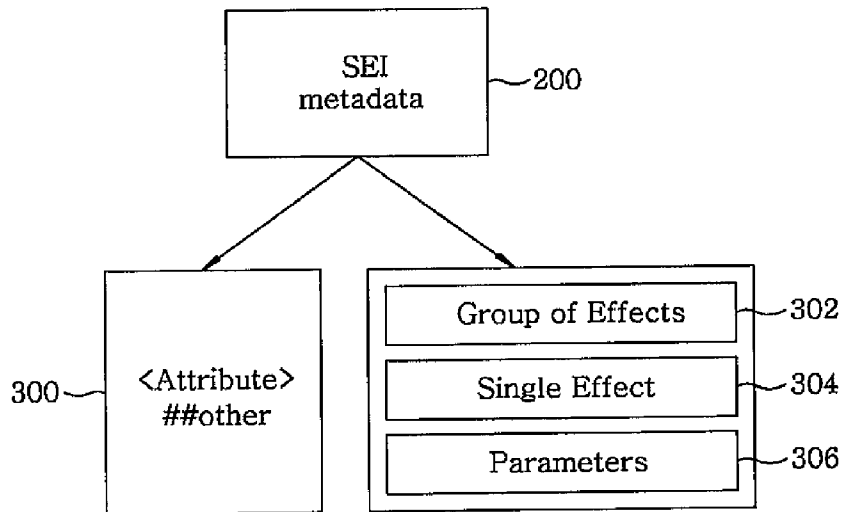 SEI
metadata
200
Group of Effects
302
300
<Attribute>
##other
Single Effect
304
Parameters
306